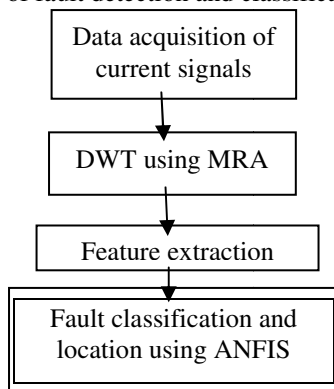 of fault detection and classific
Data acquisition of
current signals
DWT using MRA
Feature extraction
Fault classification and
location using ANFIS